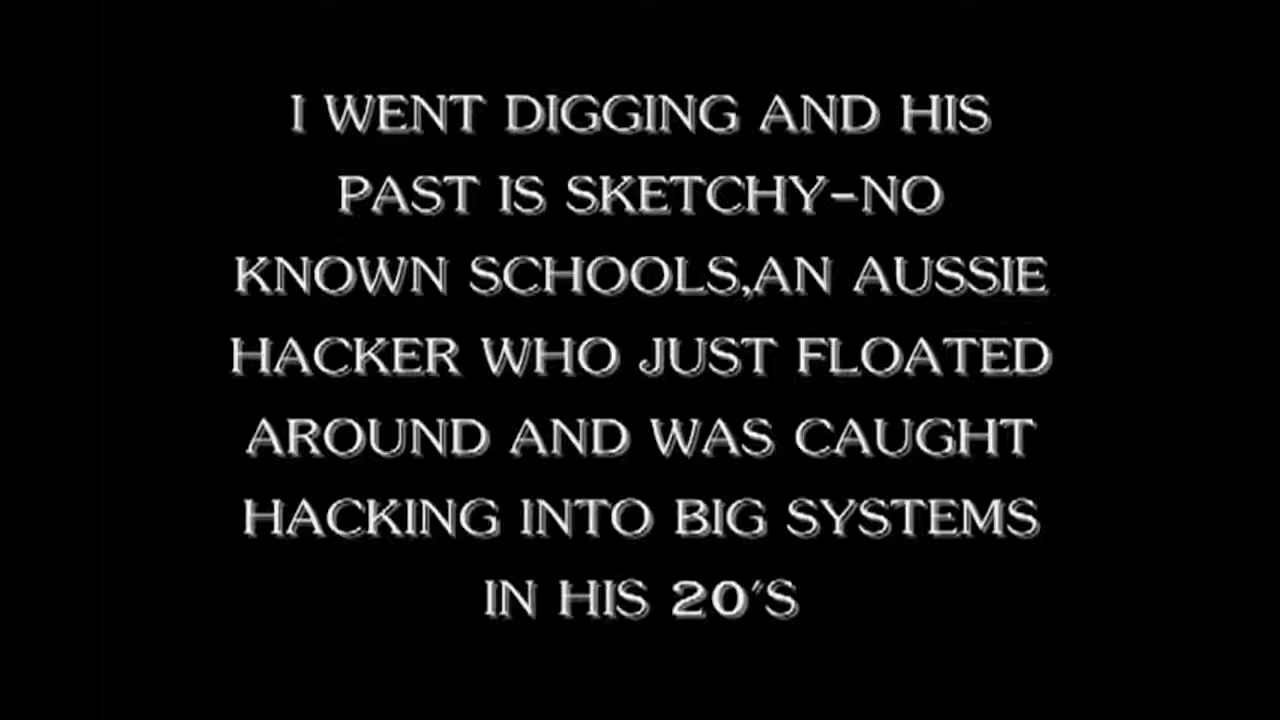 I WENT DIGGING AND HIS
PAST IS SKETCHY-NO
KNOWN SCHOOLS,AN AUSSIE
HACKER WHO JUST FLOATED
AROUND AND WAS CAUGHT
HACKING INTO BIG SYSTEMS
IN HIS 20'S